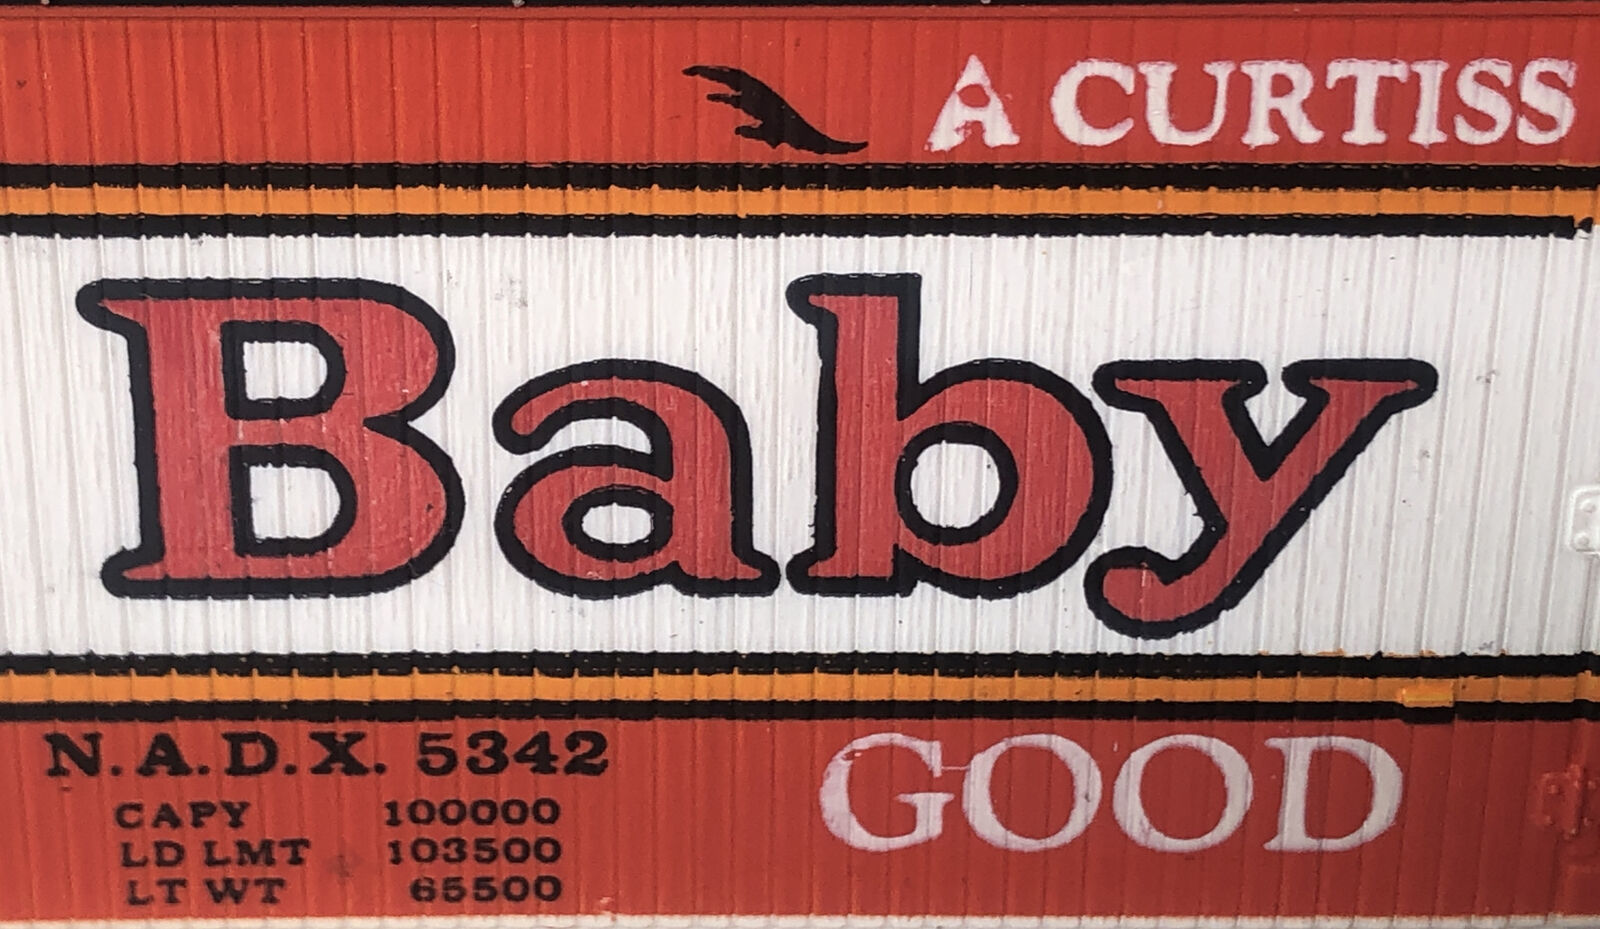 A CURTISS
Baby
N.A.D.X. 5342
CAPY 100000
LD LMT 103500
LT WT 65500
GOOD